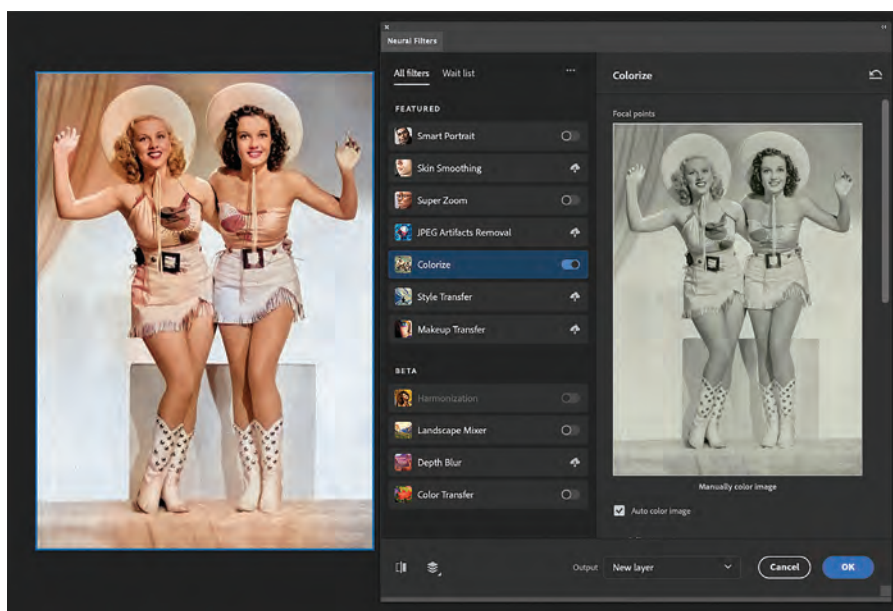 Neural Filters
All filters Wait list
FEATURED
Smart Portrait
Skin Smoothing
Super Zoom
JPEG Artifacts Removal
Colorize
Style Transfer
Makeup Transfer
BETA
Harmonization
Landscape Mixer
Depth Blur
Color Transfer
Colorize
Focal points
Manually color image
Auto color image
Output New layer
Cancel
OK